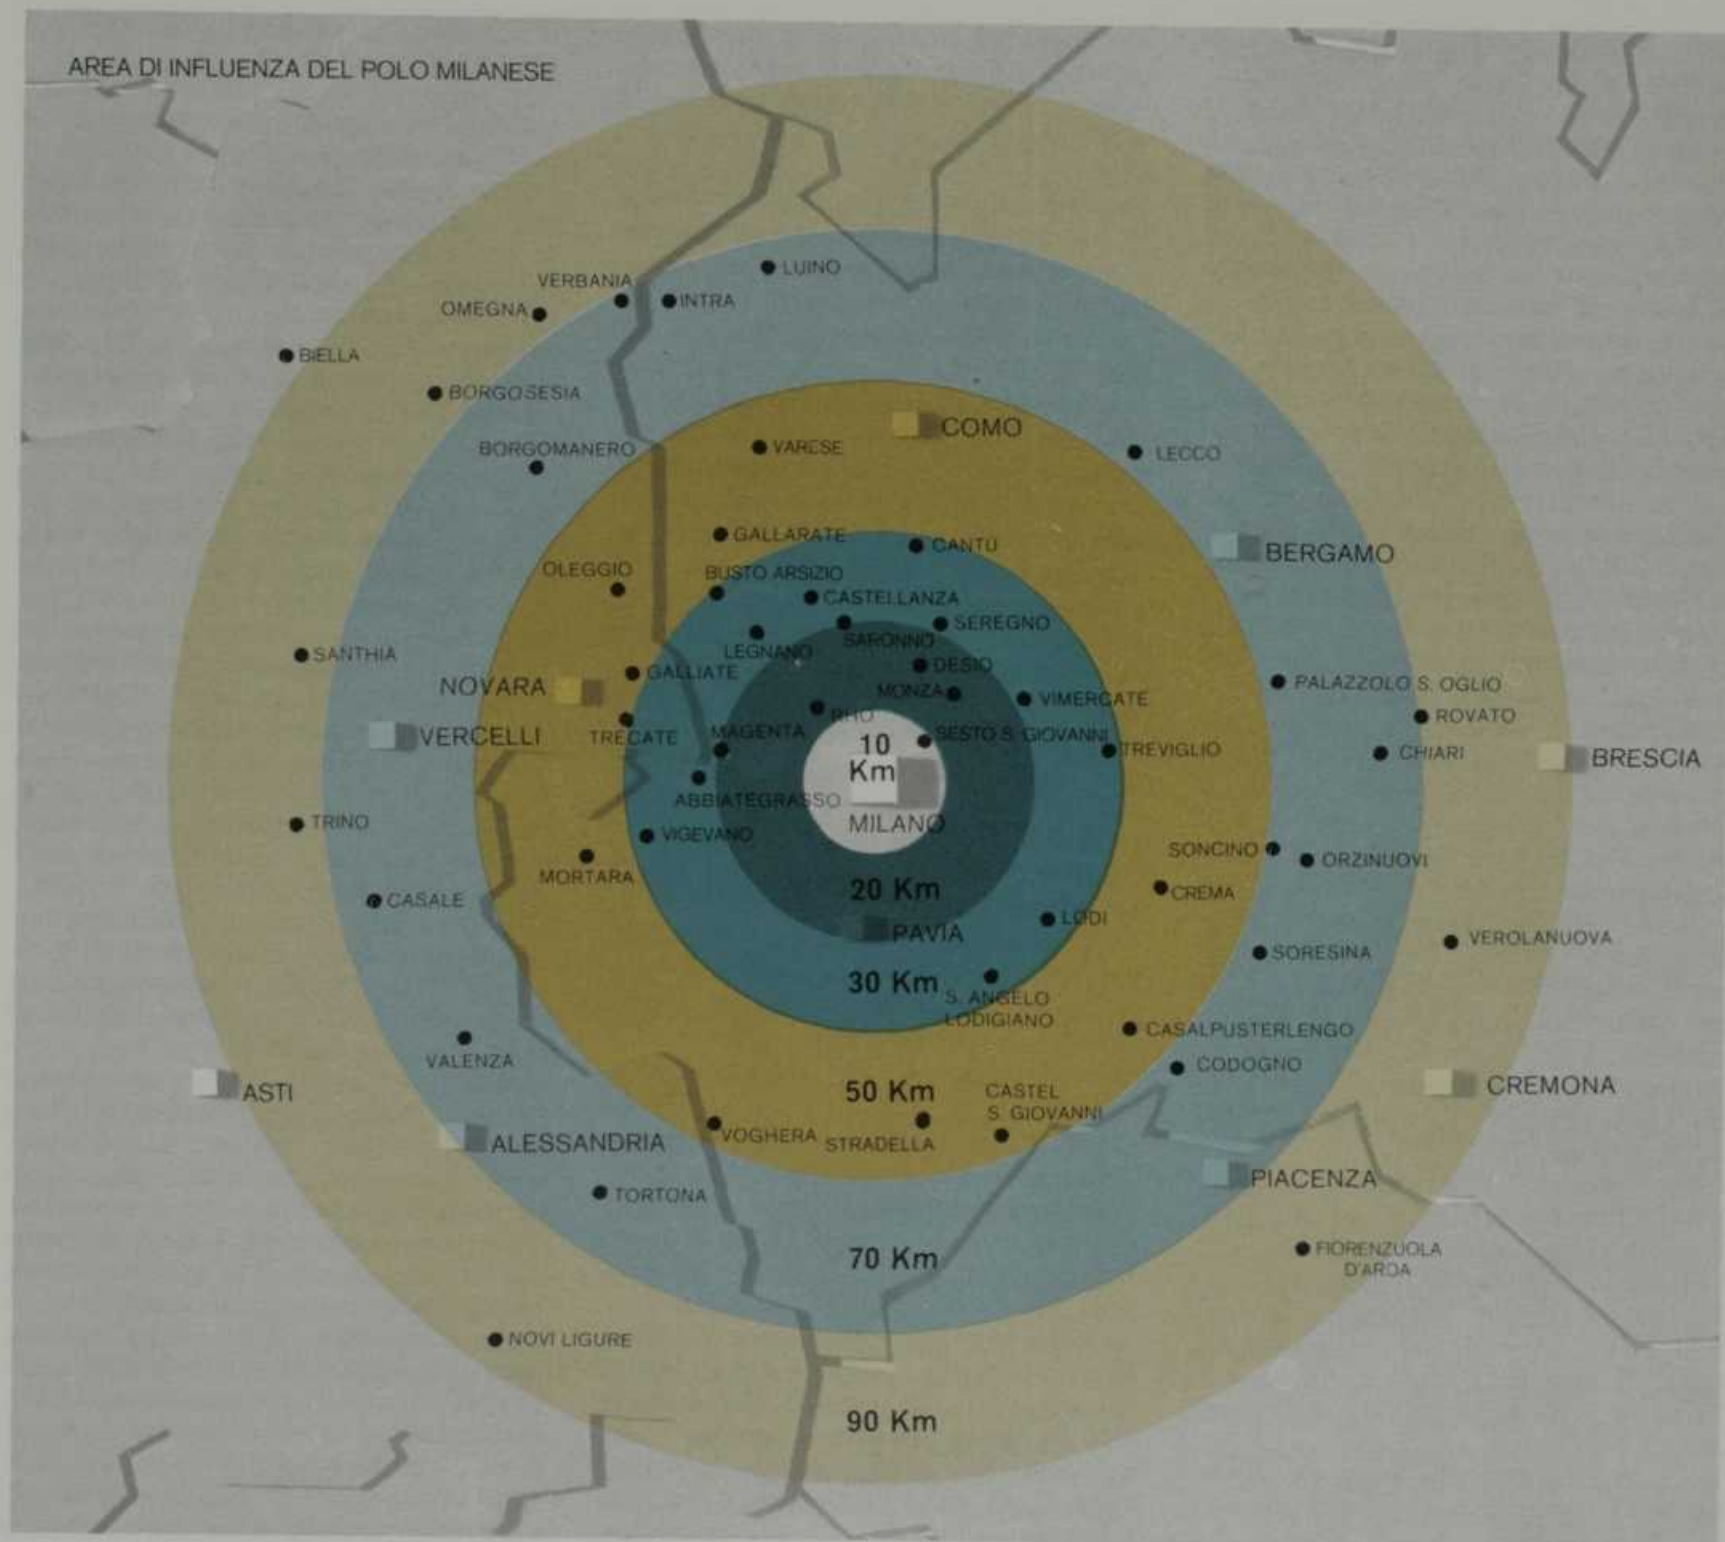 AREA DI INFLUENZA DEL POLO MILANESE
LUINO
VERBANIA
INTRA
OMEGNA
BIELLA
BORGOSESIA
COMO
BORGOMANERO
VARESE
LECCO
GALLARATE
CANTÙ
BERGAMO
OLEGGIO
BUSTO ARSIZIO
CASTELLANZA
SEREGNO
SARONNO
LEGNANO
SANTHIA
DESIO
GALLIATE
NOVARA
MONZA
VIMERCATE
PALAZZOLO S. OGLIO
RHO
ROVATO
VERCELLI
TRECATE
MAGENTA
SESTO S. GIOVANNI
10
Km
TREVIGLIO
CHIARI
BRESCIA
ABBIATEGRASSO
MILANO
TRINO
VIGEVANO
SONCINO
ORZINUOVI
MORTARA
20 Km
CREMA
CASALE
LODI
PAVIA
VEROLANUOVA
SORESINA
30 Km
S. ANGELO
LODIGIANO
CASALPUSTERLENGO
VALENZA
CODOGNO
ASTI
50 Km
CASTEL
S. GIOVANNI
CREMONA
VOGHERA
STRADELLA
ALESSANDRIA
PIACENZA
TORTONA
70 Km
FIORENZUOLA
D'ARDA
NOVI LIGURE
90 Km